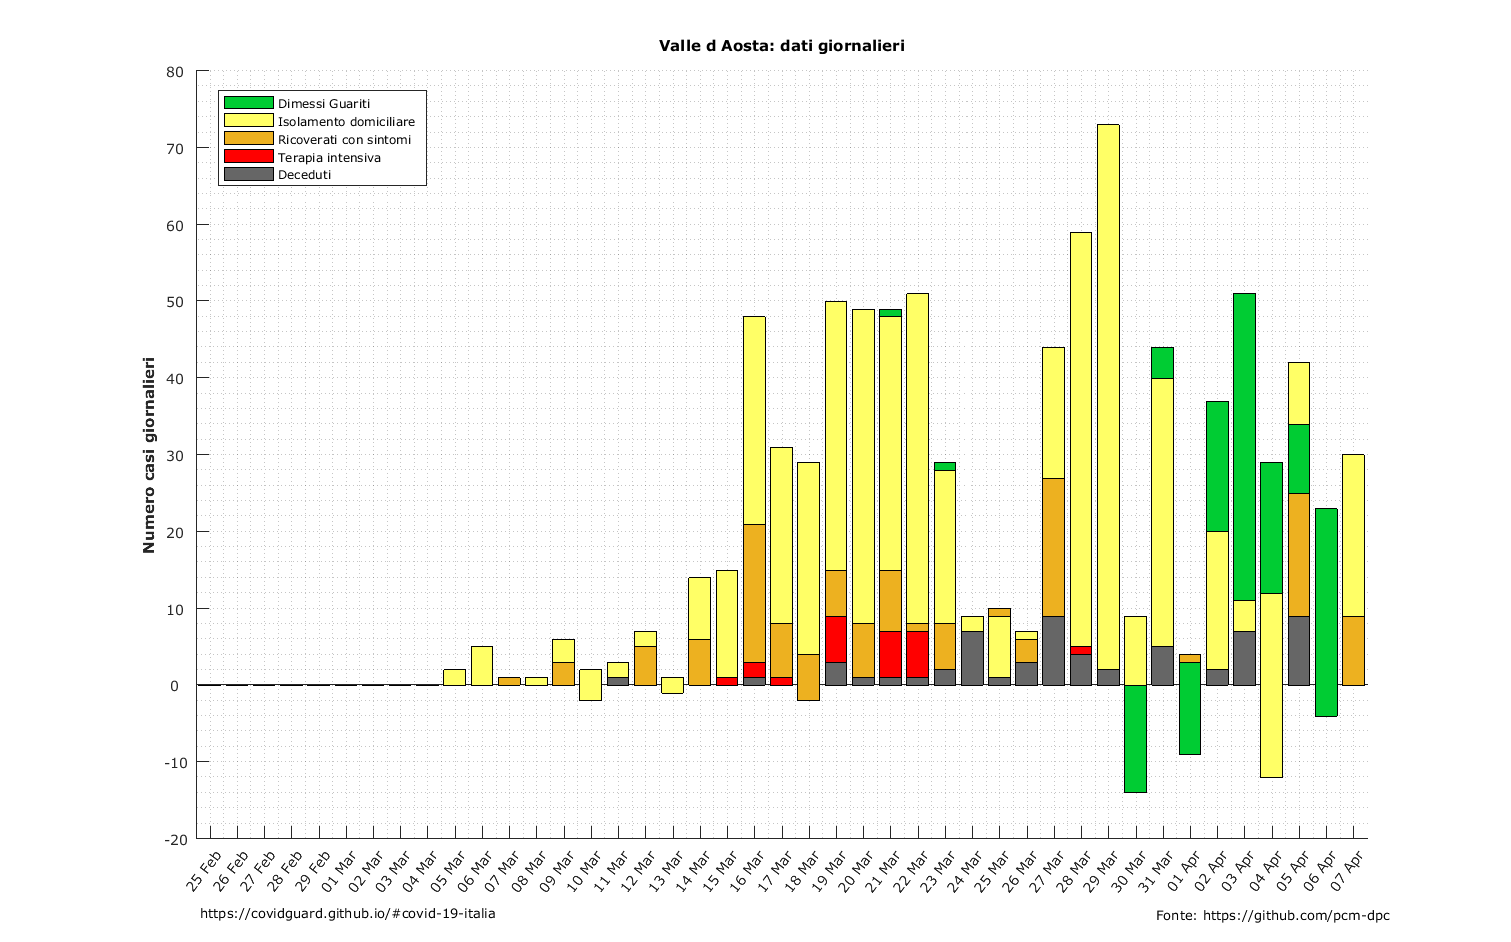 Valle d Aosta: dati giornalieri
Dimessi Guariti
Isolamento domiciliare
Ricoverati con sintomi
Terapia intensiva
Deceduti
Numero casi giornalieri
80
70
60
50
40
30
20
10
0
-10
-20
25 Feb
26 Feb
27 Feb
28 Feb
29 Feb
01 Mar
02 Mar
03 Mar
04 Mar
05 Mar
06 Mar
07 Mar
08 Mar
09 Mar
10 Mar
11 Mar
12 Mar
13 Mar
14 Mar
15 Mar
16 Mar
17 Mar
18 Mar
19 Mar
20 Mar
21 Mar
22 Mar
23 Mar
24 Mar
25 Mar
26 Mar
27 Mar
28 Mar
29 Mar
30 Mar
31 Mar
01 Apr
02 Apr
03 Apr
04 Apr
05 Apr
06 Apr
07 Apr
https://covidguard.github.io/#covid-19-italia
Fonte: https://github.com/pcm-dpc